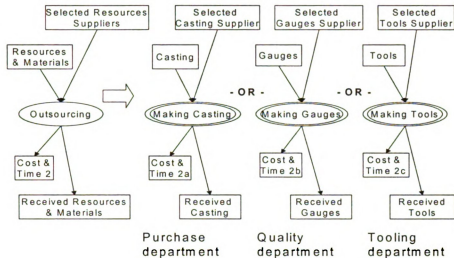 Selected Resources
Suppliers
Selected
Casting Supplier
Selected
Gauges Supplier
Selected
Tools Supplier
Resources
& Materials
Casting
Gauges
Tools
- OR -
- OR -
Outsourcing
Making Casting
Making Gauges
Making Tools
Cost &
Time 2
Cost &
Time 2a
Cost &
Time 2b
Cost &
Time 2c
Received Resources
& Materials
Received
Casting
Received
Gauges
Received
Tools
Purchase
department
Quality
department
Tooling
department